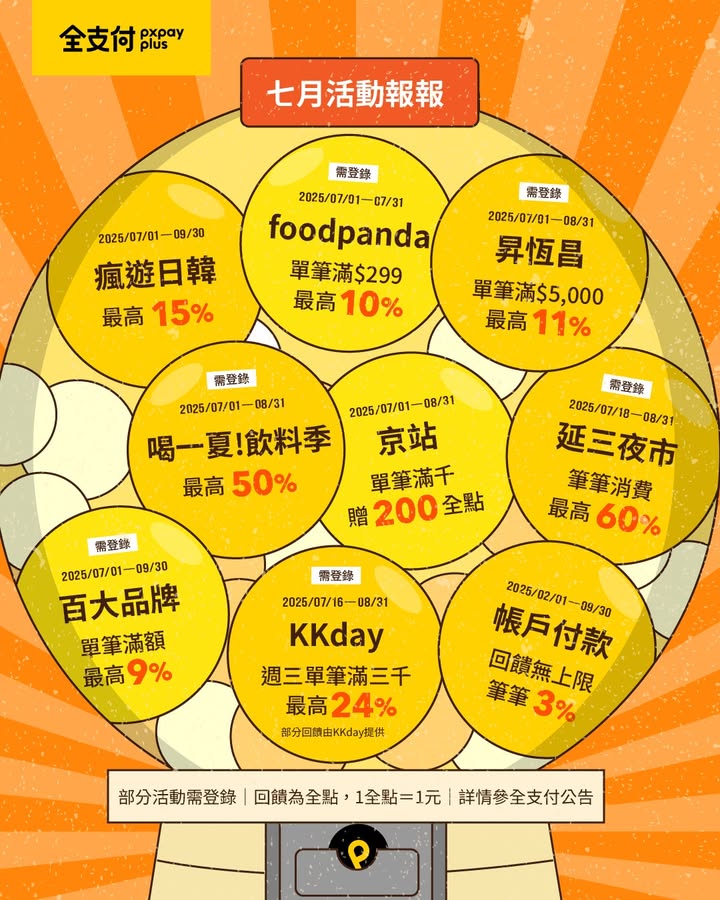 全支付 pxpay plus
七月活動報報
2025/07/01－09/30
瘋遊日韓
最高 15%
需登錄
2025/07/01－07/31
foodpanda
單筆滿$299
最高 10%
需登錄
2025/07/01－08/31
昇恆昌
單筆滿$5,000
最高 11%
需登錄
2025/07/01－08/31
喝一夏!飲料季
最高 50%
2025/07/01－08/31
京站
單筆滿千
贈 200 全點
需登錄
2025/07/18－08/31
延三夜市
筆筆消費
最高 60%
需登錄
2025/07/01－09/30
百大品牌
單筆滿額
最高 9%
需登錄
2025/07/16－08/31
KKday
週三單筆滿三千
最高 24%
部分回饋由KKday提供
2025/02/01－09/30
帳戶付款
回饋無上限
筆筆 3%
部分活動需登錄｜回饋為全點，1全點＝1元｜詳情參全支付公告